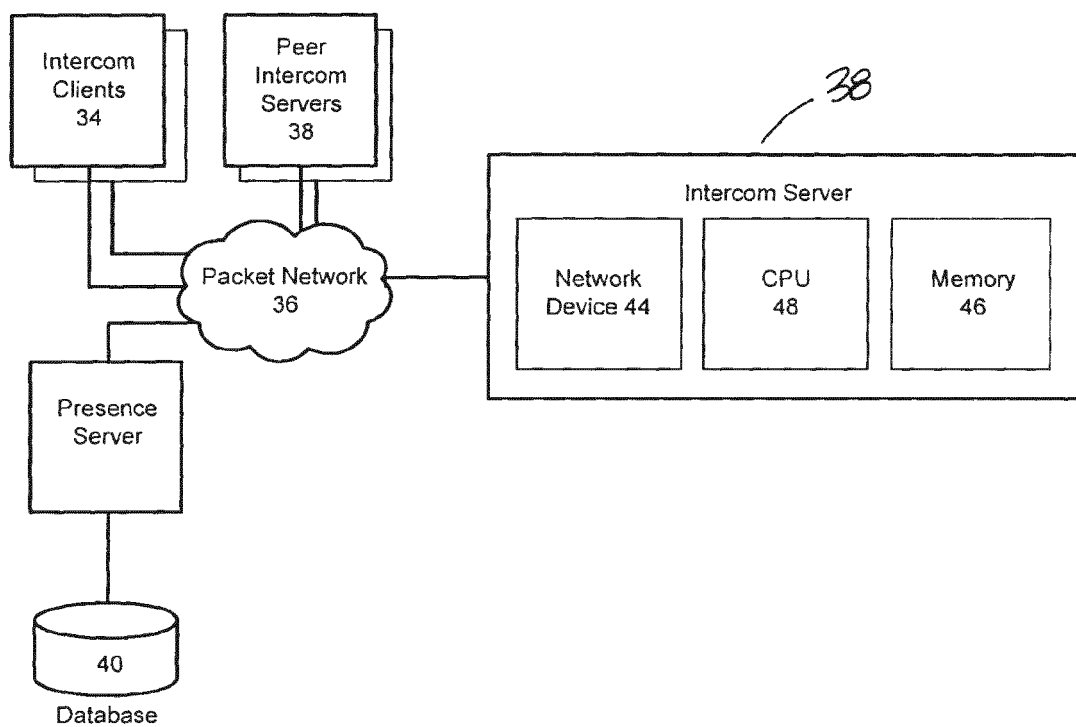 Intercom
Clients
34
Peer
Intercom
Servers
38
38
Intercom Server
Network
Device 44
CPU
48
Memory
46
Packet Network
36
Presence
Server
40
Database